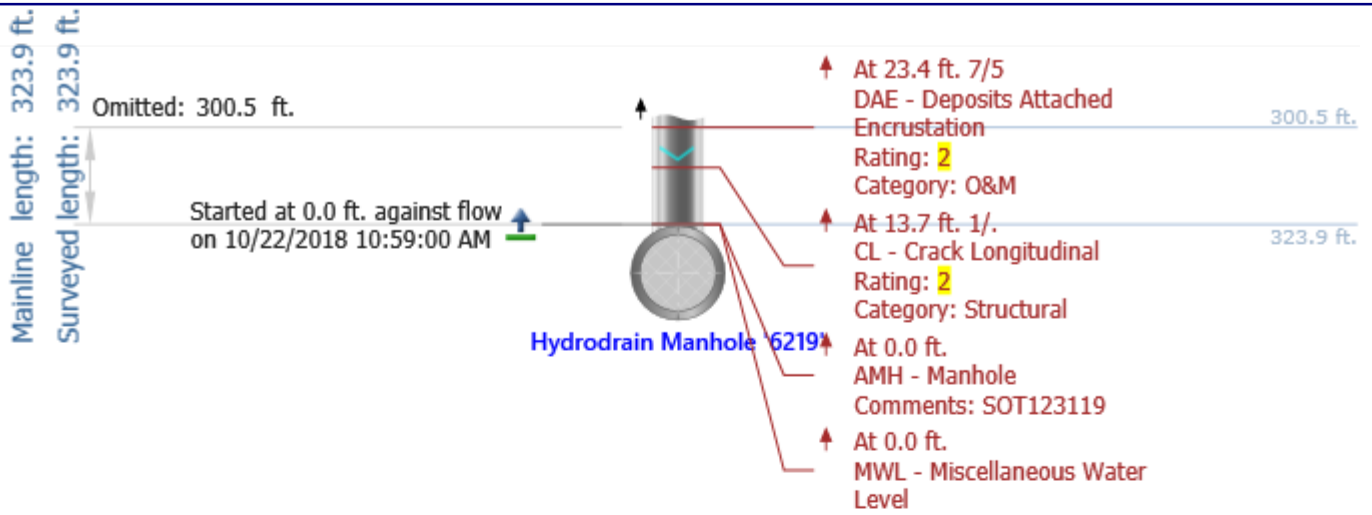 Mainline length: 323.9 ft.
Surveyed length: 323.9 ft.
Omitted: 300.5 ft.
Started at 0.0 ft. against flow
on 10/22/2018 10:59:00 AM
Hydrodrain Manhole '6219'
At 23.4 ft. 7/5
DAE - Deposits Attached
Encrustation
Rating: 2
Category: O&M
At 13.7 ft. 1/.
CL - Crack Longitudinal
Rating: 2
Category: Structural
At 0.0 ft.
AMH - Manhole
Comments: SOT123119
At 0.0 ft.
MWL - Miscellaneous Water
Level
300.5 ft.
323.9 ft.